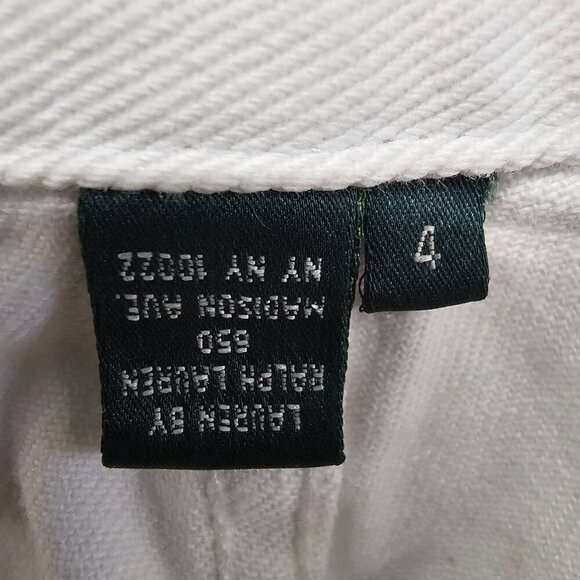 LAUREN BY
RALPH LAUREN
650
MADISON AVE.
NY NY 10022
4